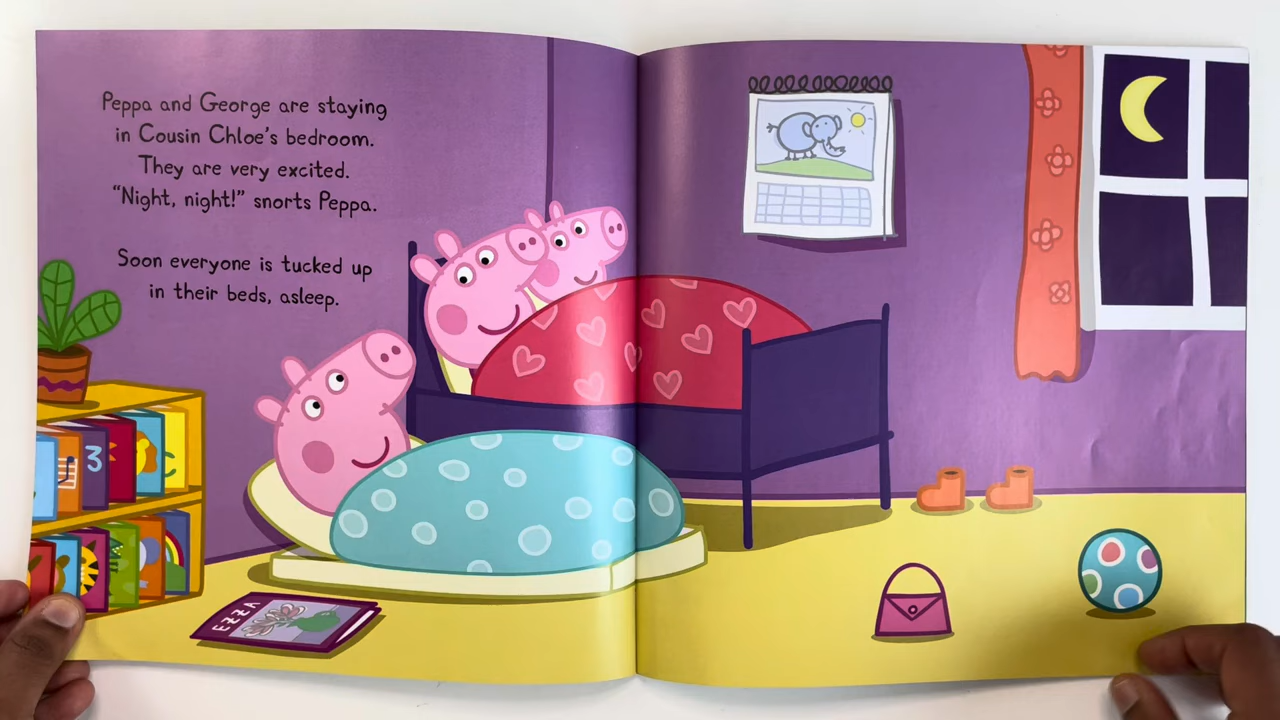 Peppa and George are staying
in Cousin Chloe's bedroom.
They are very excited.
“Night, night!” snorts Peppa.
Soon everyone is tucked up
in their beds, asleep.
3